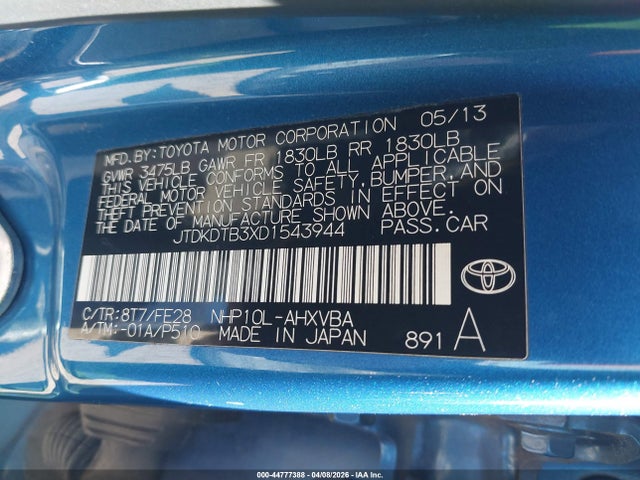 MFD.BY:TOYOTA MOTOR CORPORATION 05/13
GVWR 3475LB GAWR FR 1830LB RR 1830LB
THIS VEHICLE CONFORMS TO ALL APPLICABLE
FEDERAL MOTOR VEHICLE SAFETY,BUMPER,AND
THEFT PREVENTION STANDARDS IN EFFECT ON
THE DATE OF MANUFACTURE SHOWN ABOVE.
JTDKDTB3XD1543944 PASS.CAR
C/TR:8T7/FE28 NHP10L-AHXVBA
A/TM:-01A/P510 MADE IN JAPAN 891 A
000-44777388 - 04/08/2026 - IAA Inc.